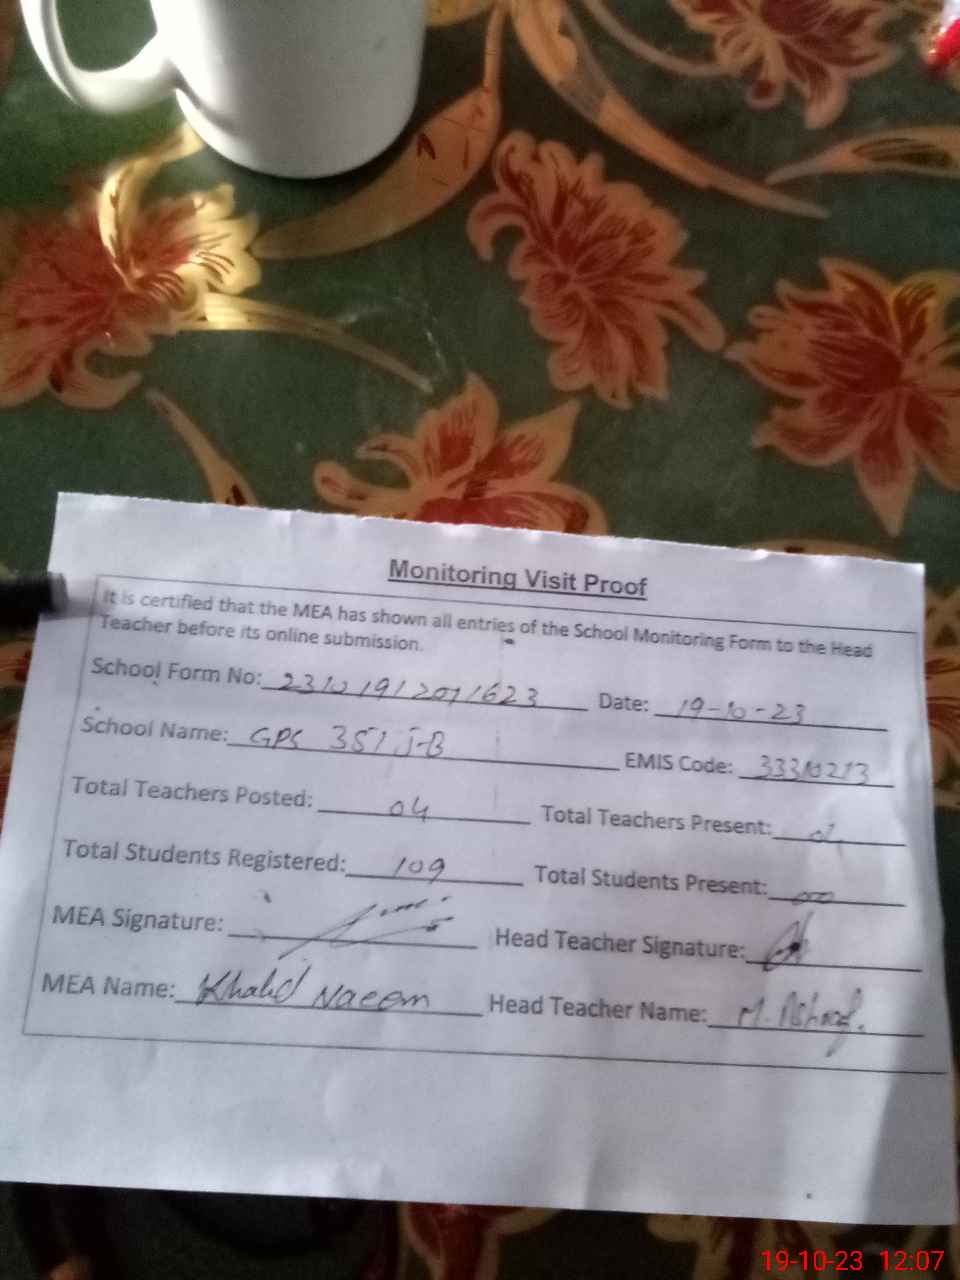 Monitoring Visit Proof
It is certified that the MEA has shown all entries of the School Monitoring Form to the Head
Teacher before its online submission.
School Form No: 231019120711623 Date: 19-10-23
School Name: GPS 351 J-B EMIS Code: 33310213
Total Teachers Posted: 04 Total Teachers Present: 04
Total Students Registered: 109 Total Students Present: 00
MEA Signature: Head Teacher Signature:
MEA Name: Khalid Naeem Head Teacher Name: M. Ashraf.
19-10-23 12:07